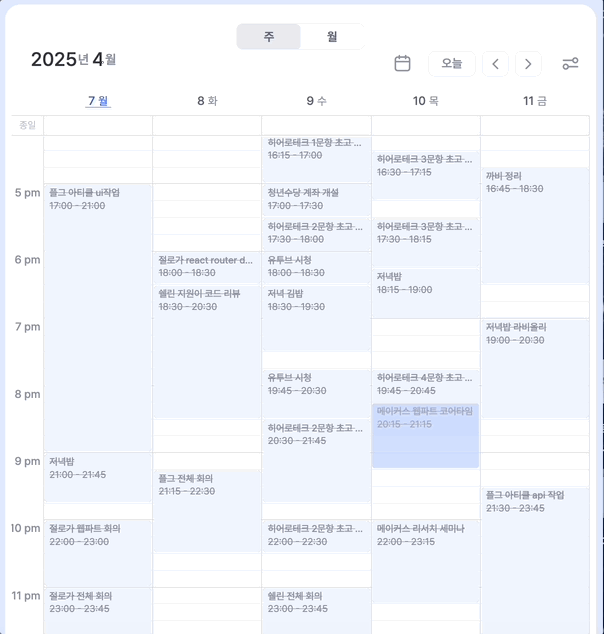 주
월
2025년 4월
오늘
7 월
8 화
9 수
10 목
11 금
종일
5 pm
6 pm
7 pm
8 pm
9 pm
10 pm
11 pm
플그 아티클 ui작업
17:00 - 21:00
저녁밥
21:00 - 21:45
절로가 웹파트 회의
22:00 - 23:00
절로가 전체 회의
23:00 - 23:45
절로가 react router d...
18:00 - 18:30
쉘린 지원이 코드 리뷰
18:30 - 20:30
플그 전체 회의
21:15 - 22:30
히어로테크 1문항 초고 ...
16:15 - 17:00
청년수당 계좌 개설
17:00 - 17:30
히어로테크 2문항 초고 ...
17:30 - 18:00
유투브 시청
18:00 - 18:30
저녁 김밥
18:30 - 19:30
유투브 시청
19:45 - 20:30
히어로테크 2문항 초고 ...
20:30 - 21:45
히어로테크 2문항 초고 ...
22:00 - 22:30
쉘린 전체 회의
23:00 - 23:45
히어로테크 3문항 초고 ...
16:30 - 17:15
히어로테크 3문항 초고 ...
17:30 - 18:15
저녁밥
18:15 - 19:00
히어로테크 4문항 초고 ...
19:45 - 20:45
메이커스 웹파트 코어타임
20:15 - 21:15
메이커스 리서치 세미나
22:00 - 23:15
까바 정리
16:45 - 18:30
저녁밥 라비올리
19:00 - 20:30
플그 아티클 api 작업
21:30 - 23:45